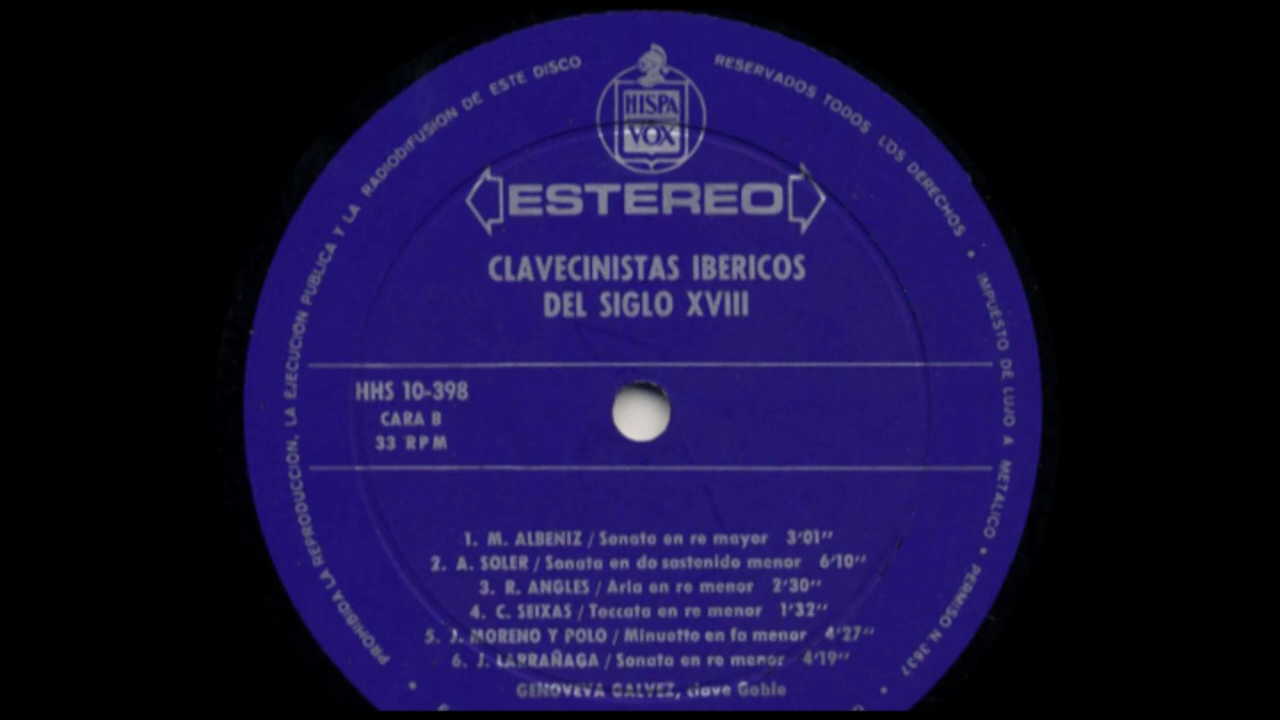 PROHIBIDA LA REPRODUCCION, LA EJECUCIÓN PUBLICA Y LA RADIODIFUSION DE ESTE DISCO
RESERVADOS TODOS LOS DERECHOS • IMPUESTO DE LUJO A METALICO • PERMISO N. 3637
HISPA
VOX
ESTEREO
CLAVECINISTAS IBERICOS
DEL SIGLO XVIII
HHS 10-398
CARA B
33 RPM
1. M. ALBENIZ / Sonata en re mayor 3'01"
2. A. SOLER / Sonata en do sostenido menor 6'10"
3. R. ANGLES / Aria en re menor 2'30"
4. C. SEIXAS / Toccata en re menor 1'32"
5. J. MORENO Y POLO / Minuetto en fa menor 4'27"
6. J. LARRAÑAGA / Sonata en re menor 4'19"
GENOVEVA GALVEZ, clave Goble